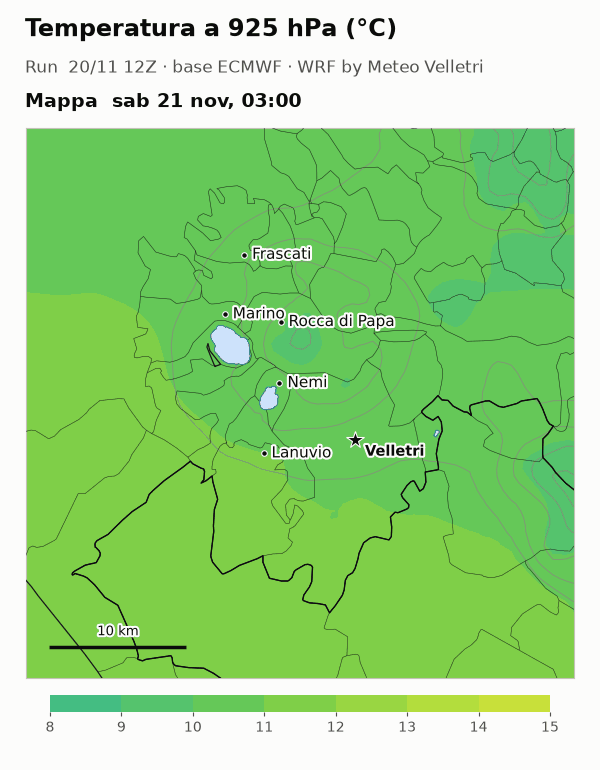 Temperatura a 925 hPa (°C)
Run  20/11 12Z · base ECMWF · WRF by Meteo Velletri
Mappa  sab 21 nov, 03:00
Frascati
Marino
Rocca di Papa
Nemi
Velletri
Lanuvio
10 km
8 9 10 11 12 13 14 15